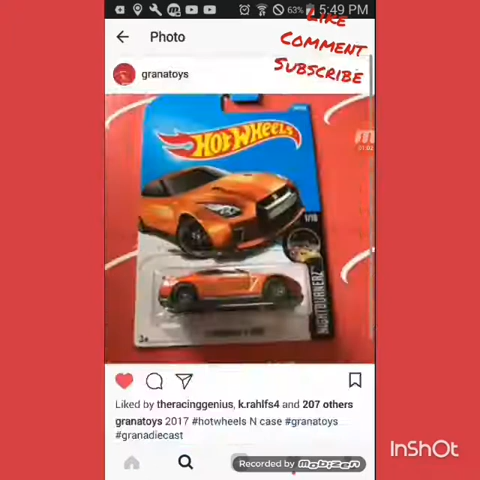 63% 5:49 PM
LIKE
COMMENT
SUBSCRIBE
Photo
granatoys
Hot Wheels
1/10
NIGHTBURNERZ
Liked by theracinggenius, k.rahlfs4 and 207 others
granatoys 2017 #hotwheels N case #granatoys
#granadiecast
Recorded by mobizen
InShOt